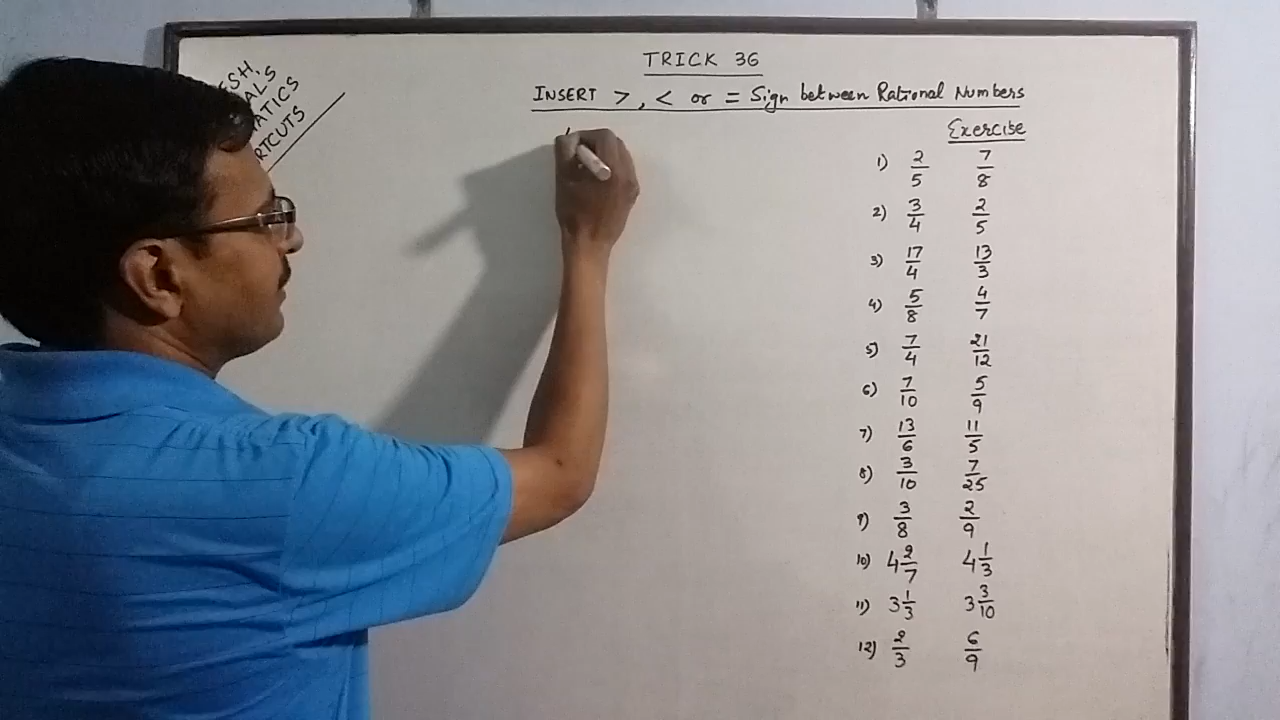 TRICK 36
INSERT >, < or = Sign between Rational Numbers
Exercise
1) 2/5 7/8
2) 3/4 2/5
3) 17/4 13/3
4) 5/8 4/7
5) 7/4 21/12
6) 7/10 5/9
7) 13/6 11/5
8) 3/10 7/25
9) 3/8 2/9
10) 4 2/7 4 1/3
11) 3 1/3 3 3/10
12) 2/3 6/9